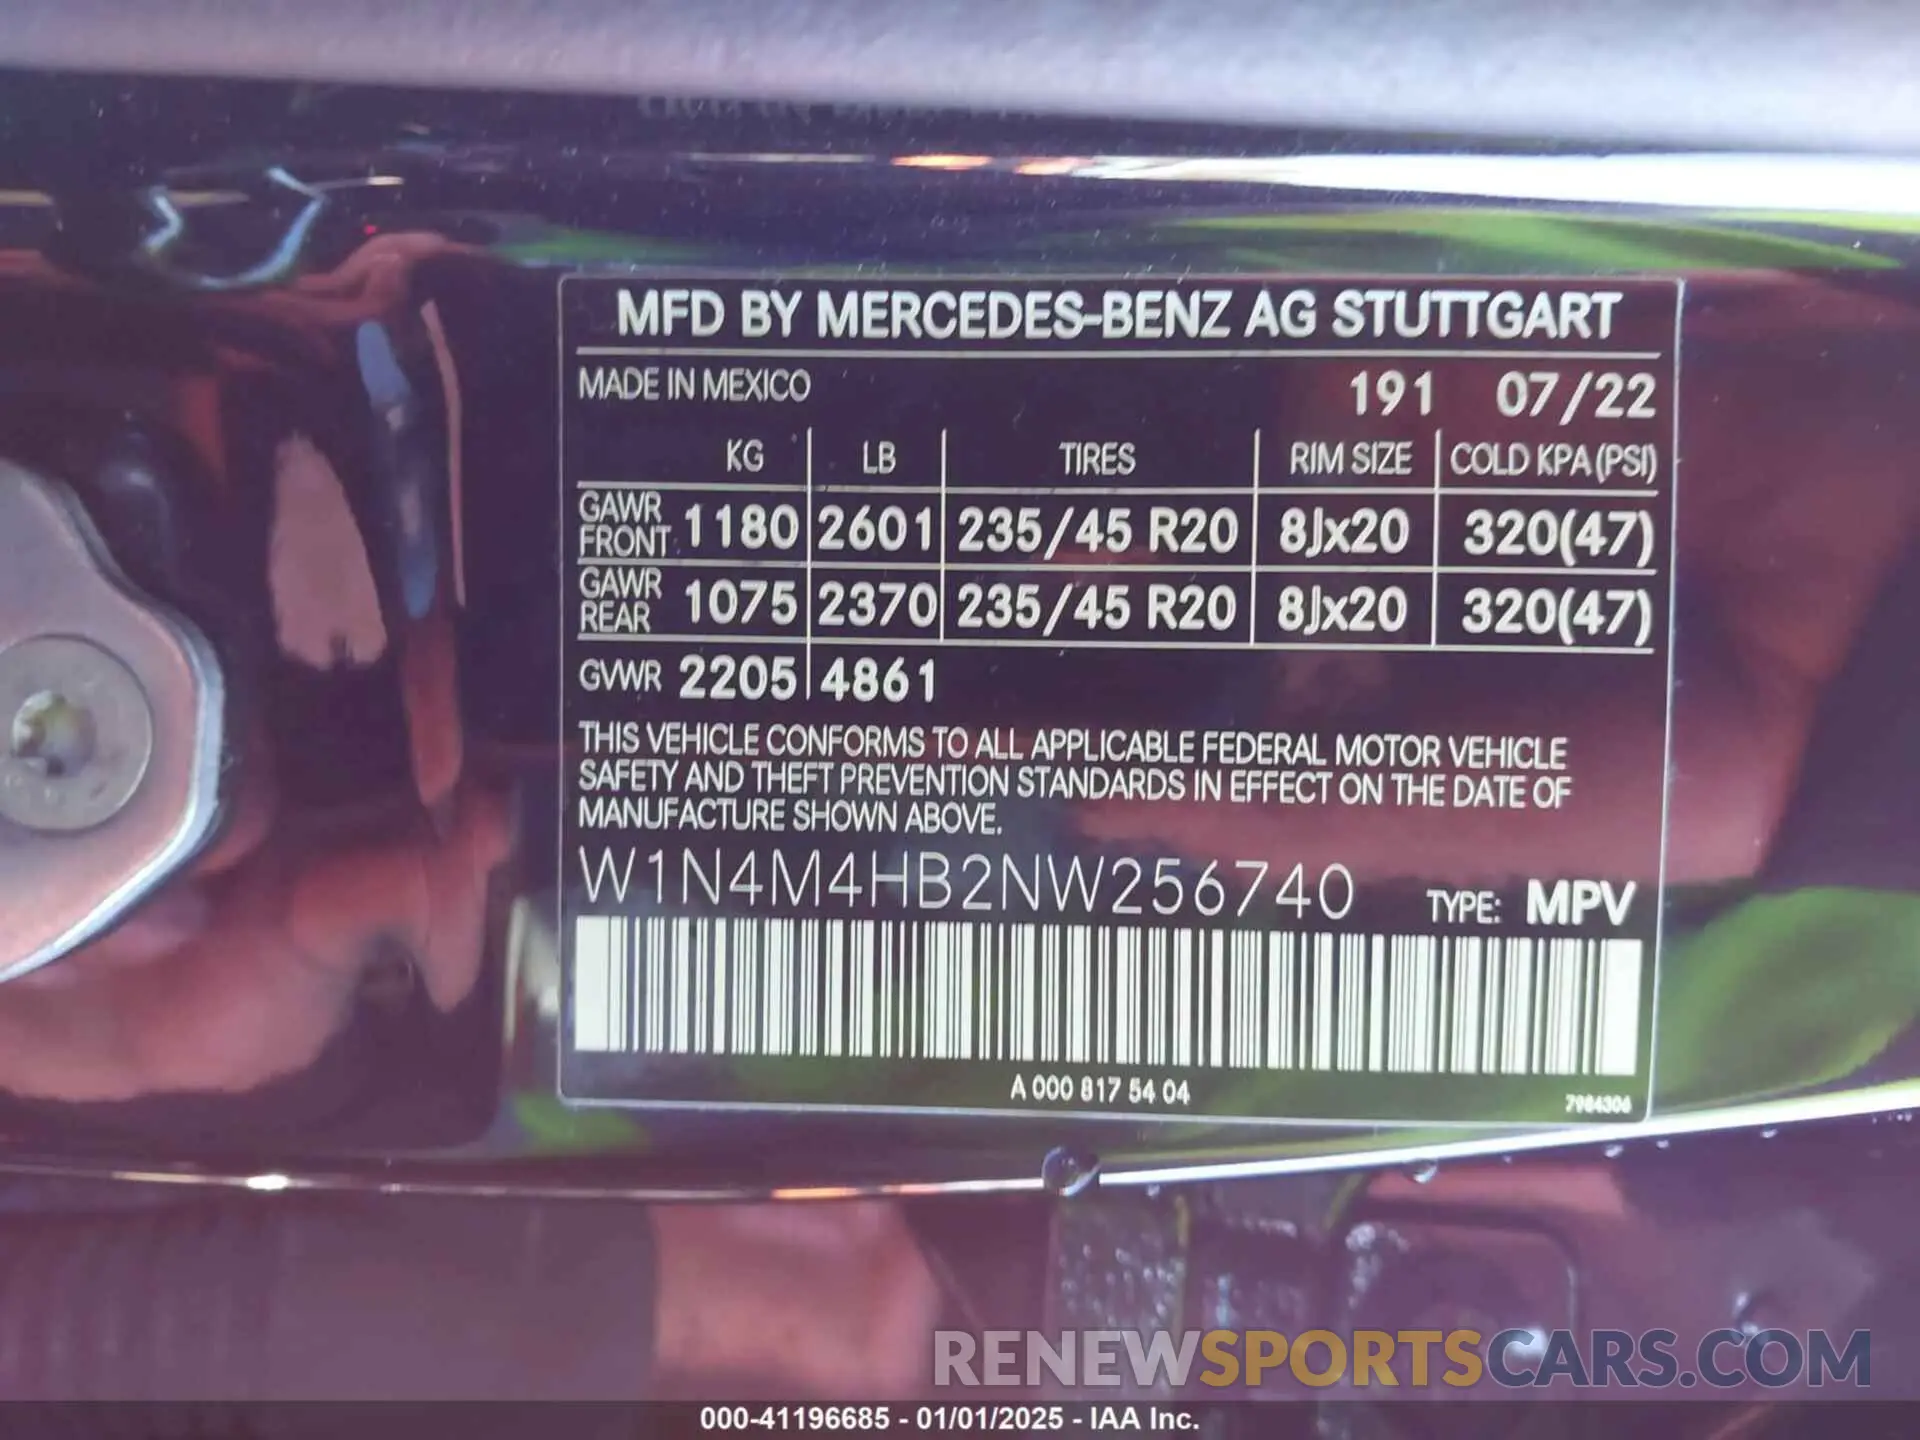 MFD BY MERCEDES-BENZ AG STUTTGART
MADE IN MEXICO 191 07/22
KG LB TIRES RIM SIZE COLD KPA (PSI)
GAWR FRONT 1180 2601 235/45 R20 8Jx20 320(47)
GAWR REAR 1075 2370 235/45 R20 8Jx20 320(47)
GVWR 2205 4861
THIS VEHICLE CONFORMS TO ALL APPLICABLE FEDERAL MOTOR VEHICLE
SAFETY AND THEFT PREVENTION STANDARDS IN EFFECT ON THE DATE OF
MANUFACTURE SHOWN ABOVE.
W1N4M4HB2NW256740 TYPE: MPV
A 000 817 54 04
7984306
RENEWSPORTSCARS.COM
000-41196685 - 01/01/2025 - IAA Inc.